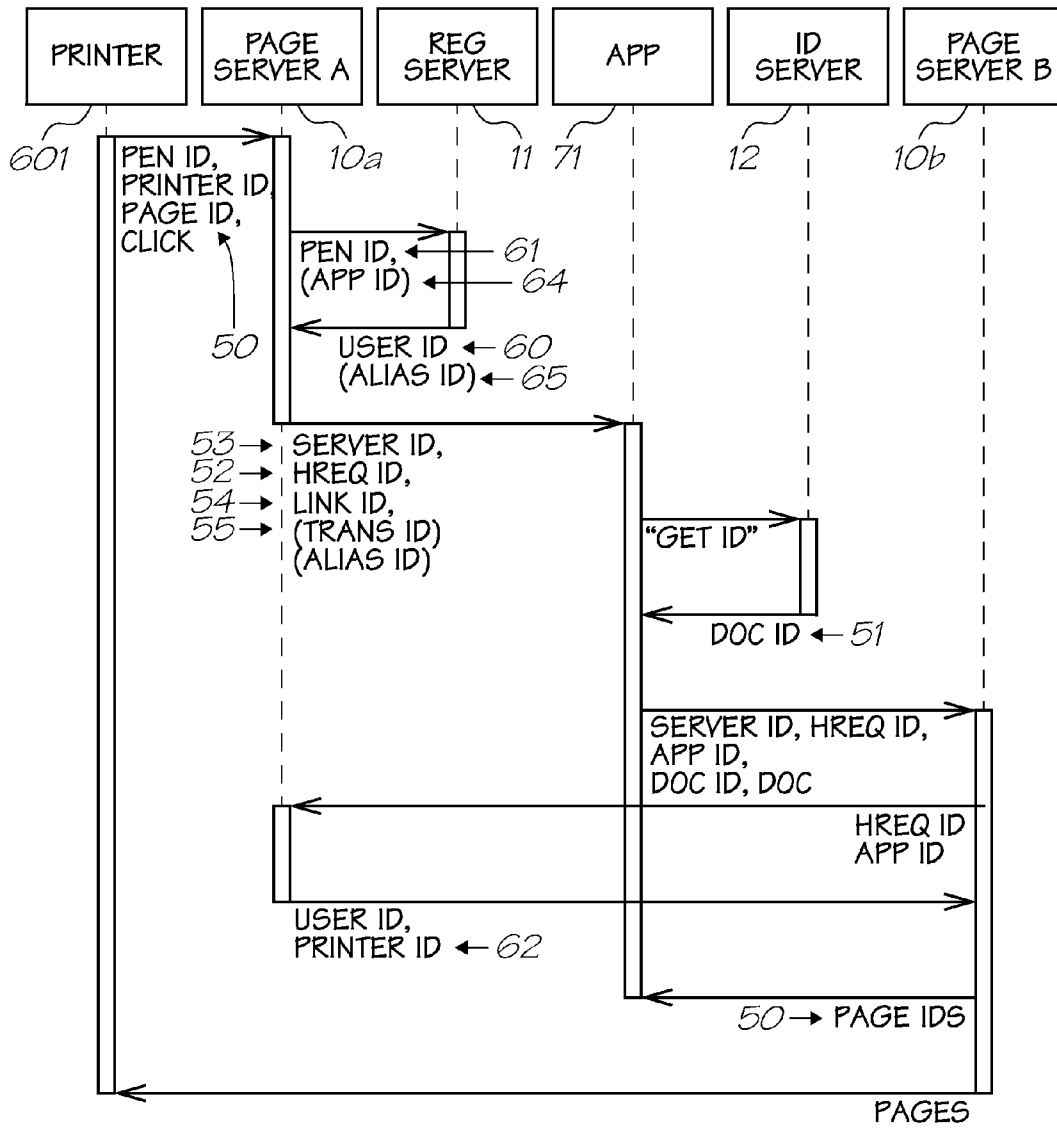 PRINTER
PAGE
SERVER A
REG
SERVER
APP
ID
SERVER
PAGE
SERVER B
601
10a
11
71
12
10b
PEN ID,
PRINTER ID,
PAGE ID,
CLICK
50
PEN ID,
61
(APP ID)
64
USER ID
60
(ALIAS ID)
65
53
SERVER ID,
52
HREQ ID,
54
LINK ID,
55
(TRANS ID)
(ALIAS ID)
"GET ID"
DOC ID
51
SERVER ID, HREQ ID,
APP ID,
DOC ID, DOC
HREQ ID
APP ID
USER ID,
PRINTER ID
62
50
PAGE IDS
PAGES